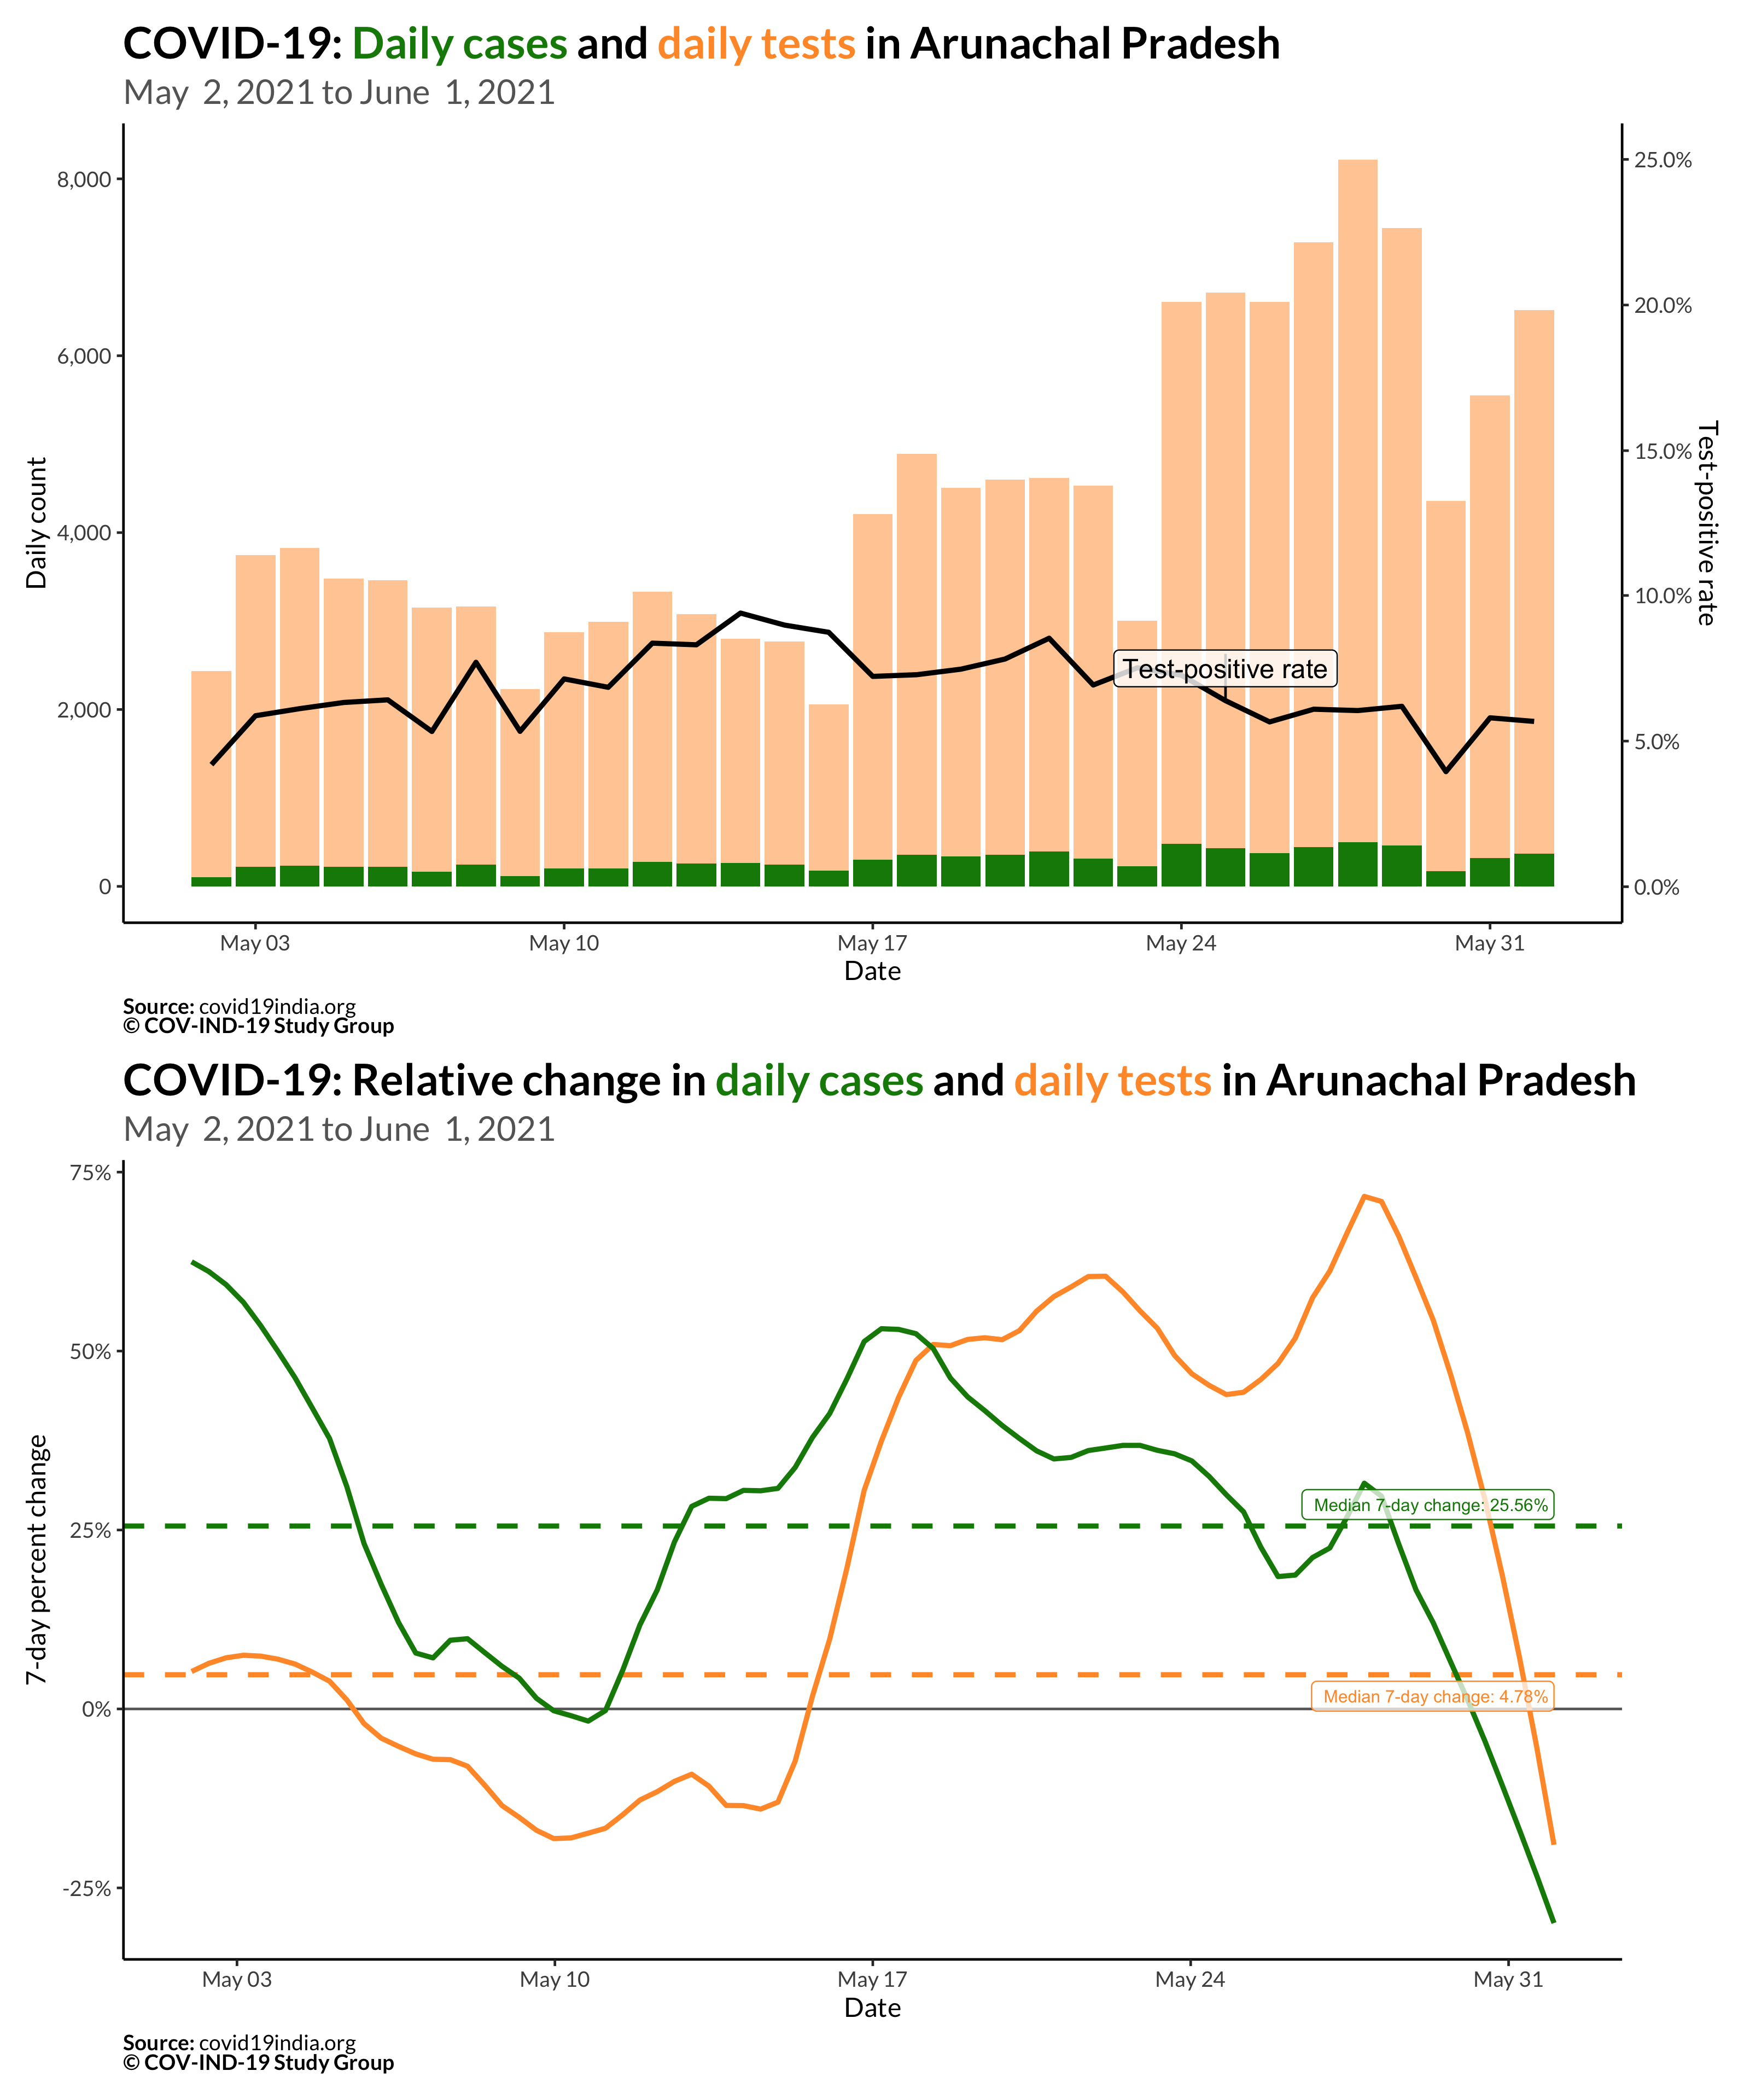 COVID-19: Daily cases and daily tests in Arunachal Pradesh
May 2, 2021 to June 1, 2021
Daily count
8,000
6,000
4,000
2,000
0
25.0%
20.0%
15.0%
10.0%
5.0%
0.0%
Test-positive rate
Test-positive rate
May 03
May 10
May 17
May 24
May 31
Date
Source: covid19india.org
© COV-IND-19 Study Group
COVID-19: Relative change in daily cases and daily tests in Arunachal Pradesh
May 2, 2021 to June 1, 2021
7-day percent change
75%
50%
25%
0%
-25%
Median 7-day change: 25.56%
Median 7-day change: 4.78%
May 03
May 10
May 17
May 24
May 31
Date
Source: covid19india.org
© COV-IND-19 Study Group